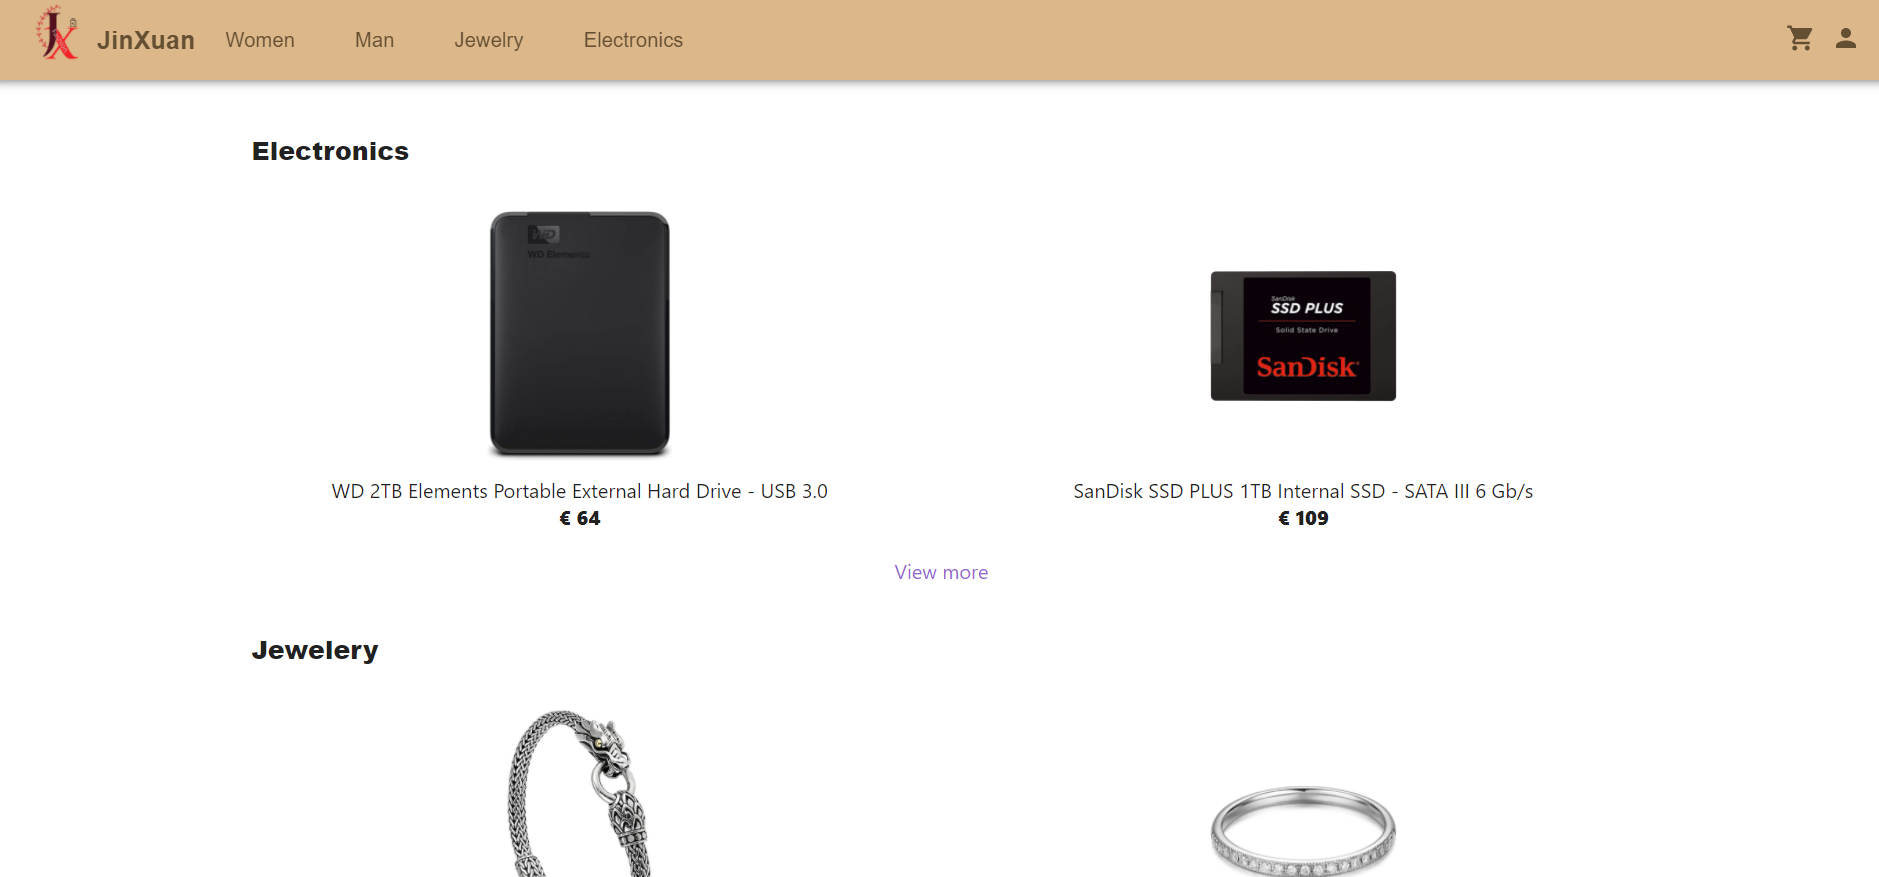 JX
JinXuan Women Man Jewelry Electronics
Electronics
WD
WD Elements
SanDisk
SSD PLUS
Solid State Drive
SanDisk
WD 2TB Elements Portable External Hard Drive - USB 3.0
€ 64
SanDisk SSD PLUS 1TB Internal SSD - SATA III 6 Gb/s
€ 109
View more
Jewelery